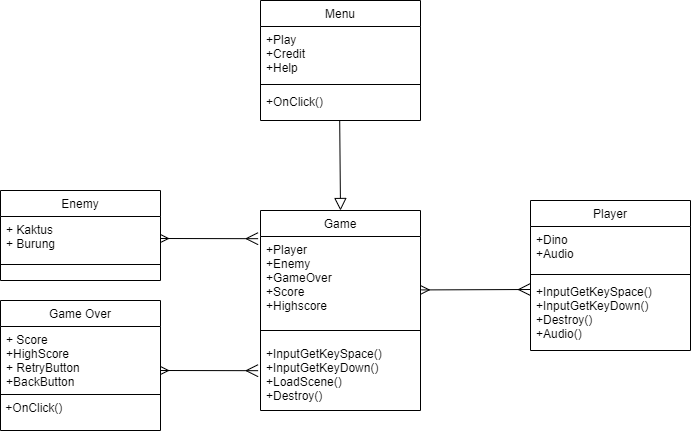 Menu
+Play
+Credit
+Help
+OnClick()
Enemy
+ Kaktus
+ Burung
Game
+Player
+Enemy
+GameOver
+Score
+Highscore
+InputGetKeySpace()
+InputGetKeyDown()
+LoadScene()
+Destroy()
Player
+Dino
+Audio
+InputGetKeySpace()
+InputGetKeyDown()
+Destroy()
+Audio()
Game Over
+ Score
+HighScore
+ RetryButton
+BackButton
+OnClick()